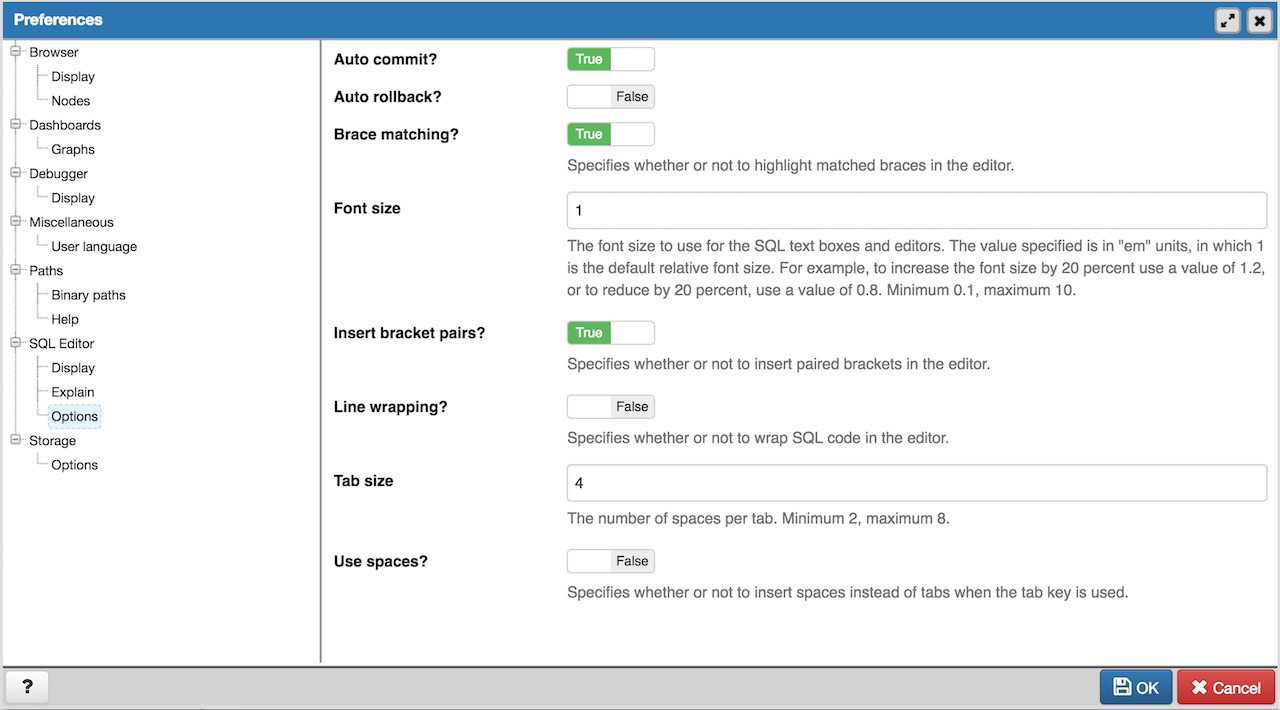 Preferences
Browser
Display
Nodes
Dashboards
Graphs
Debugger
Display
Miscellaneous
User language
Paths
Binary paths
Help
SQL Editor
Display
Explain
Options
Storage
Options
Auto commit? True
Auto rollback? False
Brace matching? True
Specifies whether or not to highlight matched braces in the editor.
Font size 1
The font size to use for the SQL text boxes and editors. The value specified is in "em" units, in which 1
is the default relative font size. For example, to increase the font size by 20 percent use a value of 1.2,
or to reduce by 20 percent, use a value of 0.8. Minimum 0.1, maximum 10.
Insert bracket pairs? True
Specifies whether or not to insert paired brackets in the editor.
Line wrapping? False
Specifies whether or not to wrap SQL code in the editor.
Tab size 4
The number of spaces per tab. Minimum 2, maximum 8.
Use spaces? False
Specifies whether or not to insert spaces instead of tabs when the tab key is used.
? OK Cancel